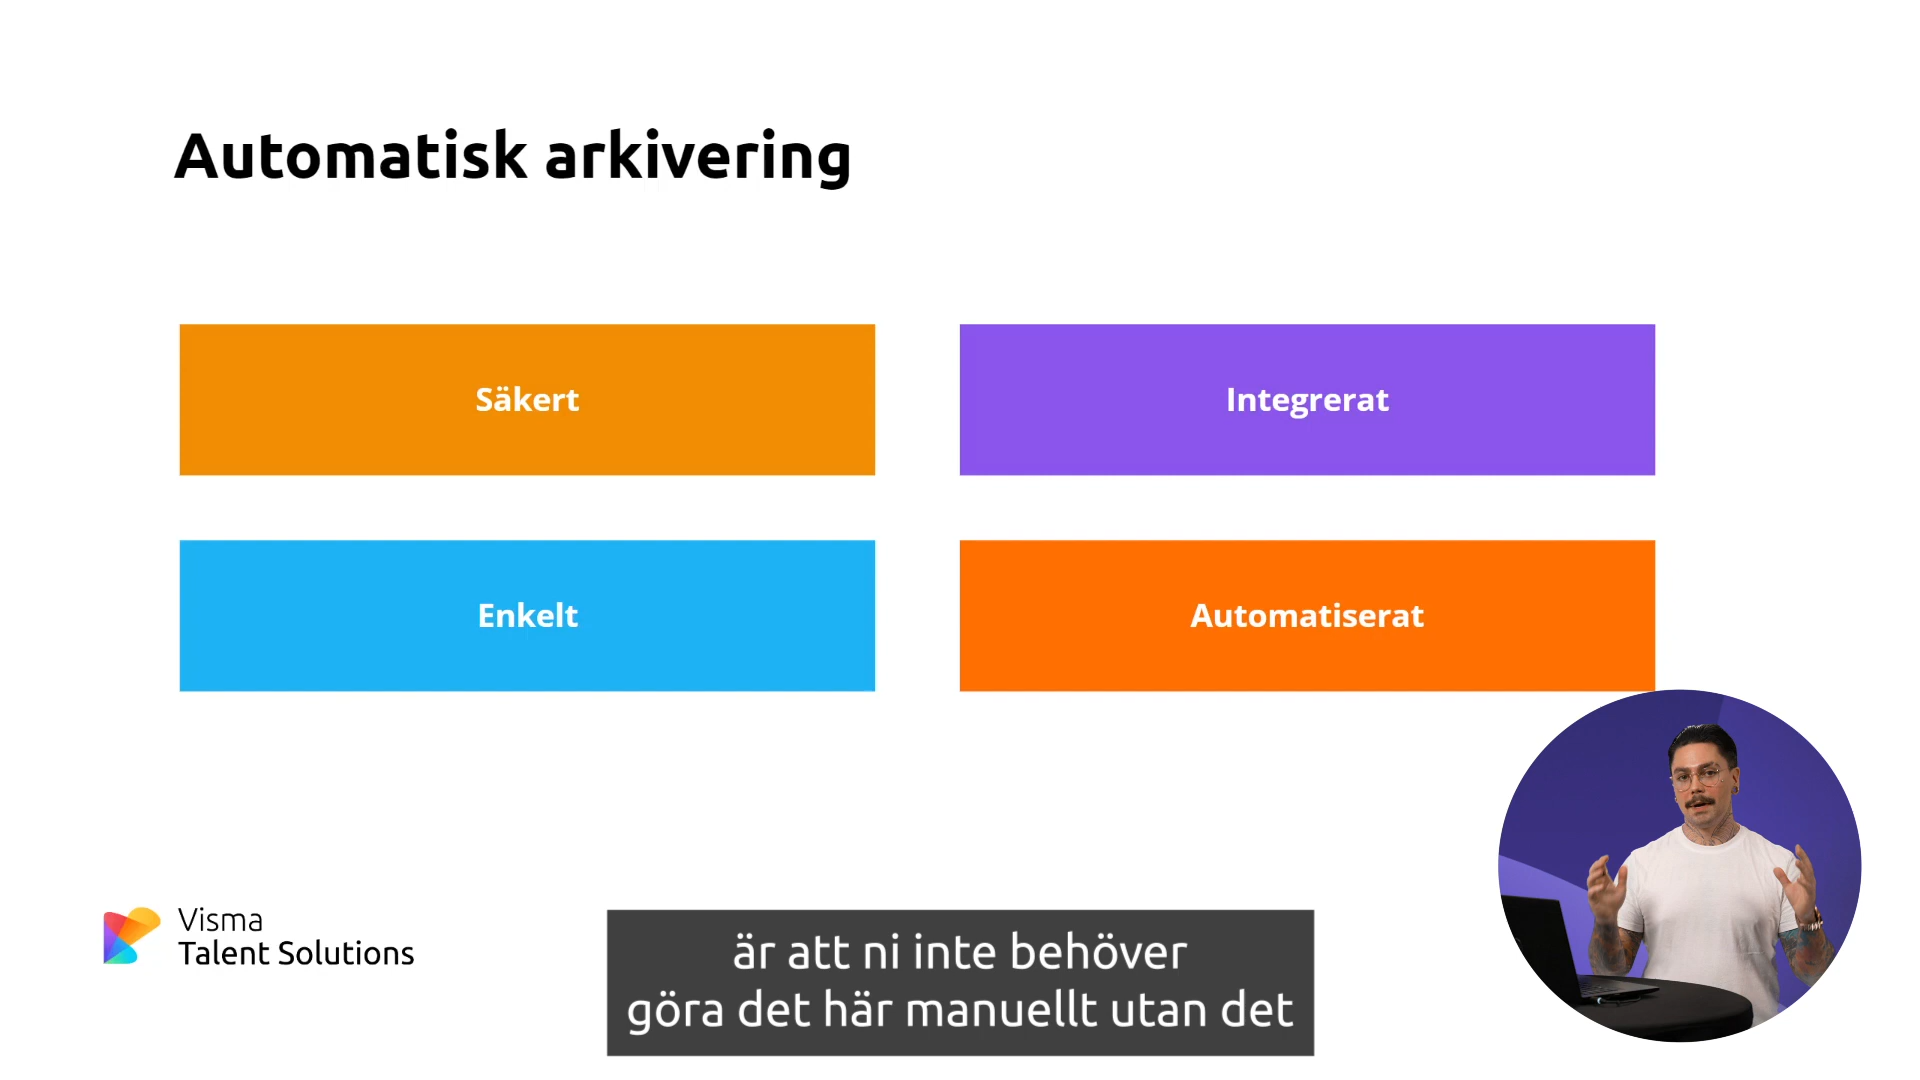 Automatisk arkivering
Säkert
Integrerat
Enkelt
Automatiserat
Visma
Talent Solutions
är att ni inte behöver
göra det här manuellt utan det